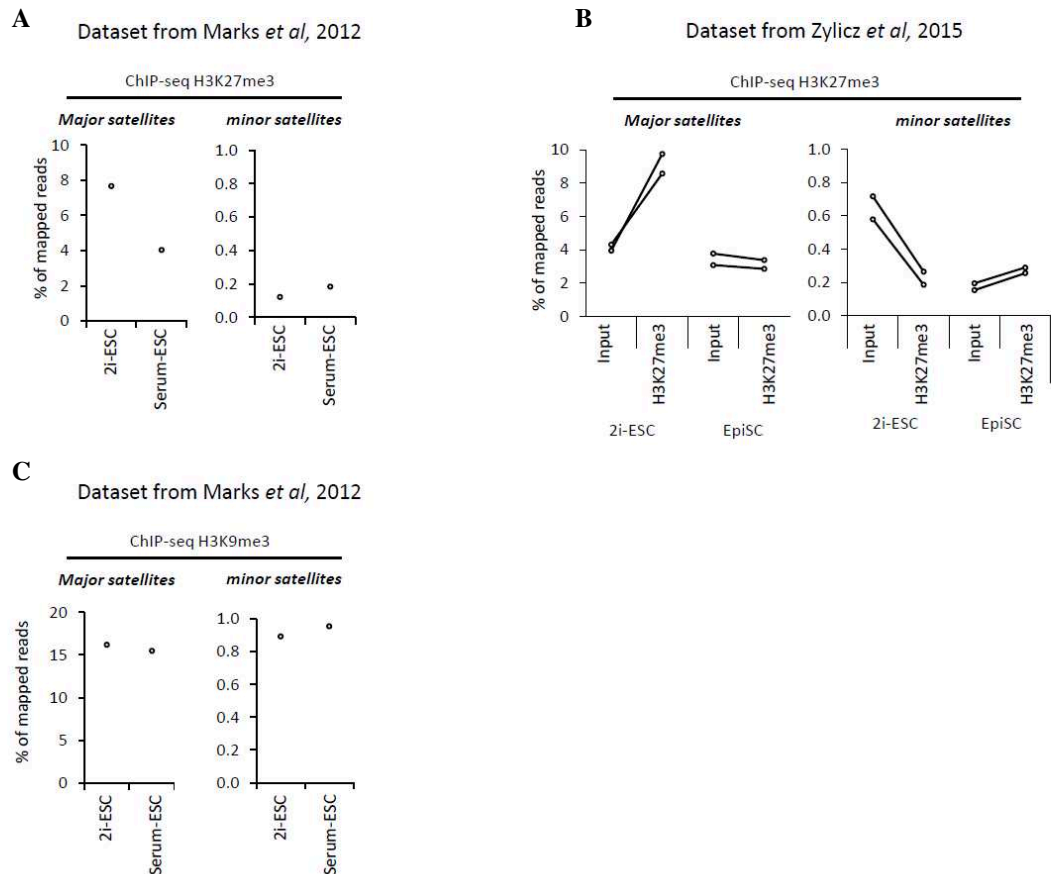 A
Dataset from Marks et al, 2012
ChIP-seq H3K27me3
Major satellites
minor satellites
% of mapped reads
10
8
6
4
2
0
2i-ESC
Serum-ESC
1.0
0.8
0.6
0.4
0.2
0.0
2i-ESC
Serum-ESC
B
Dataset from Zylicz et al, 2015
ChIP-seq H3K27me3
Major satellites
minor satellites
% of mapped reads
10
8
6
4
2
0
Input
H3K27me3
Input
H3K27me3
2i-ESC
EpiSC
1.0
0.8
0.6
0.4
0.2
0.0
Input
H3K27me3
Input
H3K27me3
2i-ESC
EpiSC
C
Dataset from Marks et al, 2012
ChIP-seq H3K9me3
Major satellites
minor satellites
% of mapped reads
20
15
10
5
0
2i-ESC
Serum-ESC
1.0
0.8
0.6
0.4
0.2
0.0
2i-ESC
Serum-ESC